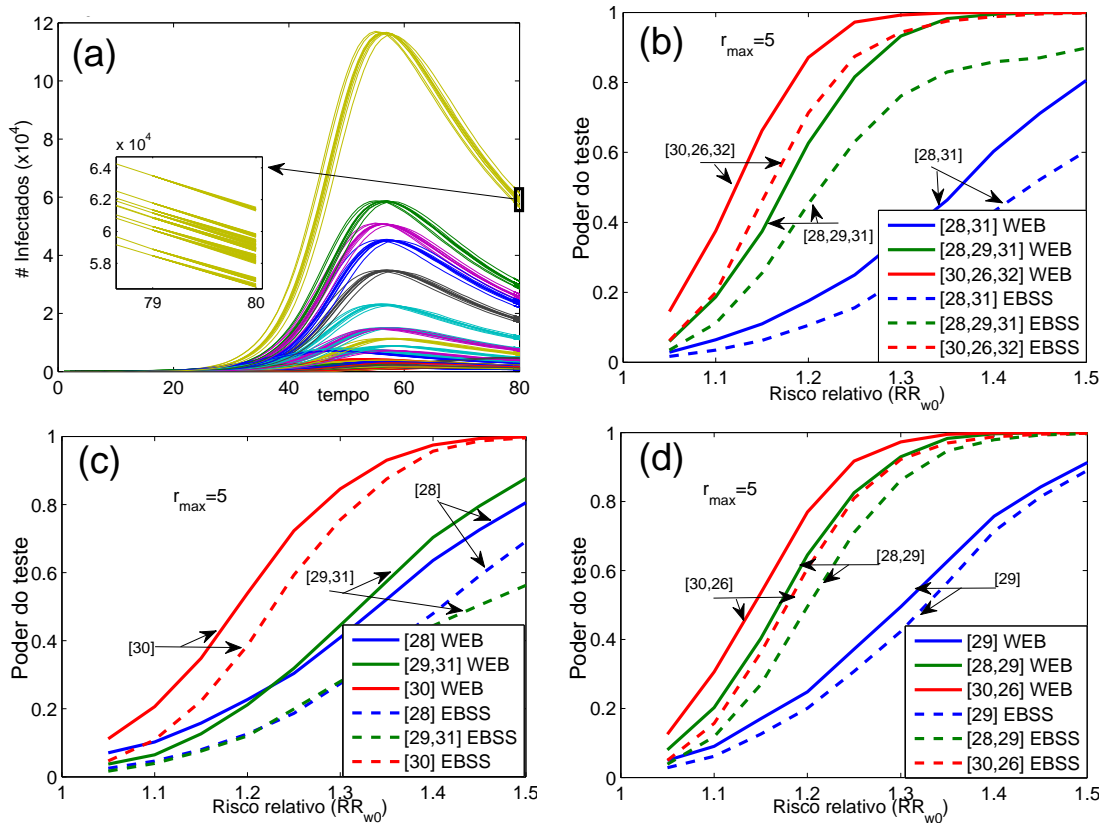 (a)
# Infectados (x10^4)
12
10
8
6
4
2
0
0
20
40
60
80
tempo
x 10^4
6.4
6.2
6
5.8
79
80
(b)
r_max=5
Poder do teste
1
0.8
0.6
0.4
0.2
0
1
1.1
1.2
1.3
1.4
1.5
Risco relativo (RR_w0)
[30,26,32]
[28,29,31]
[28,31]
[28,31] WEB
[28,29,31] WEB
[30,26,32] WEB
[28,31] EBSS
[28,29,31] EBSS
[30,26,32] EBSS
(c)
r_max=5
Poder do teste
1
0.8
0.6
0.4
0.2
0
1
1.1
1.2
1.3
1.4
1.5
Risco relativo (RR_w0)
[28]
[29,31]
[30]
[28] WEB
[29,31] WEB
[30] WEB
[28] EBSS
[29,31] EBSS
[30] EBSS
(d)
r_max=5
Poder do teste
1
0.8
0.6
0.4
0.2
0
1
1.1
1.2
1.3
1.4
1.5
Risco relativo (RR_w0)
[28,29]
[30,26]
[29]
[29] WEB
[28,29] WEB
[30,26] WEB
[29] EBSS
[28,29] EBSS
[30,26] EBSS